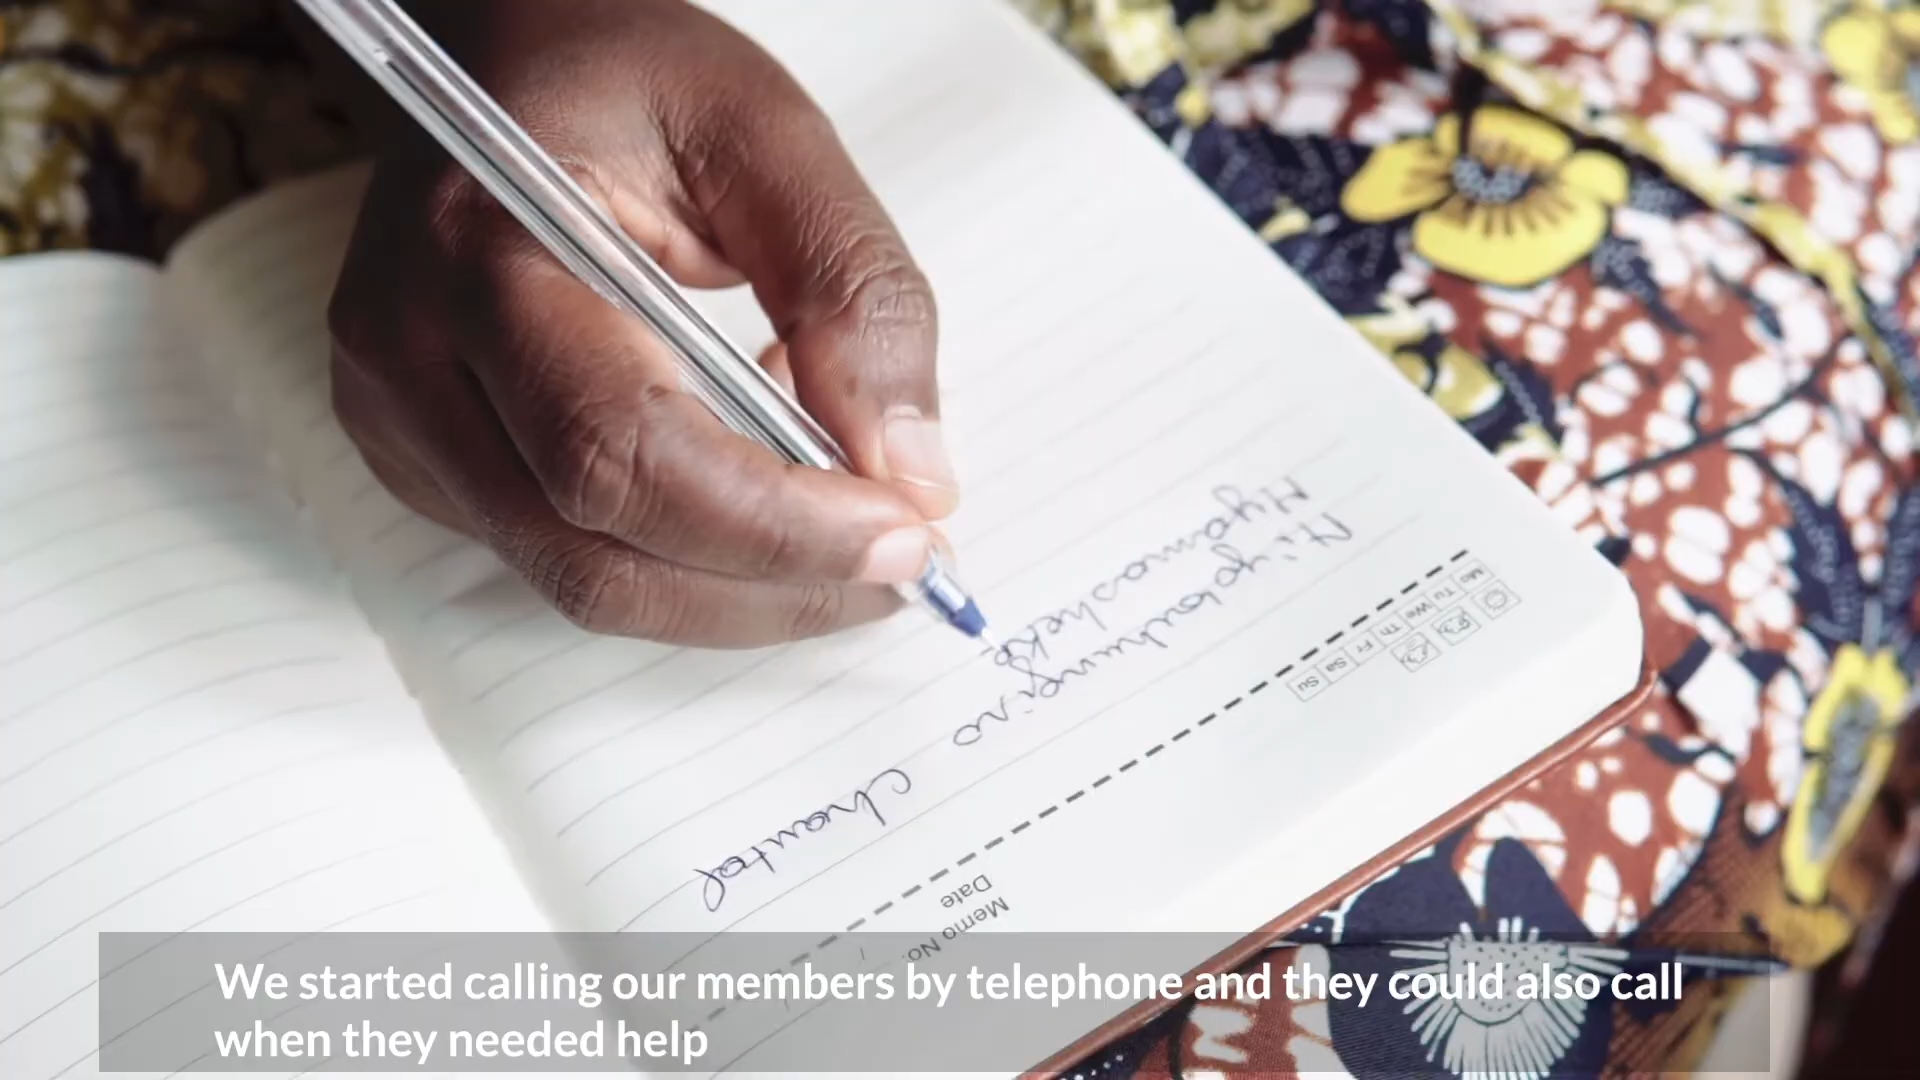 Memo No.
Date / /
Mo Tu We Th Fr Sa Su
Chantal
We started calling our members by telephone and they could also call
when they needed help